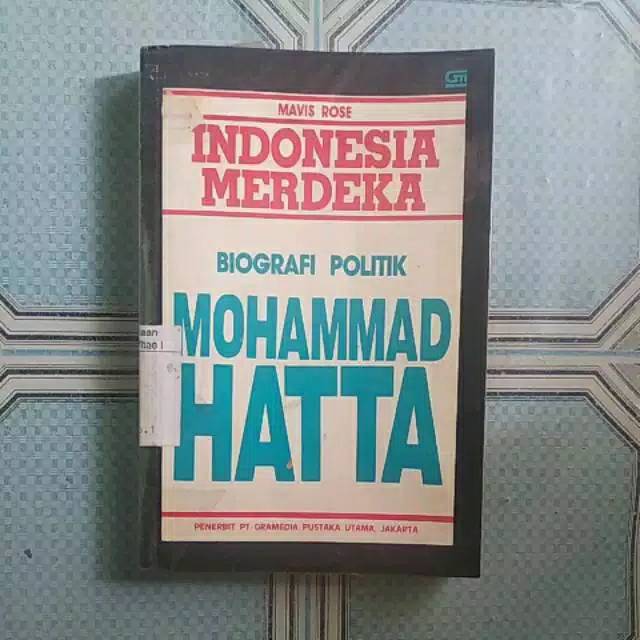 MAVIS ROSE
INDONESIA
MERDEKA
BIOGRAFI POLITIK
MOHAMMAD
HATTA
PENERBIT PT GRAMEDIA PUSTAKA UTAMA, JAKARTA